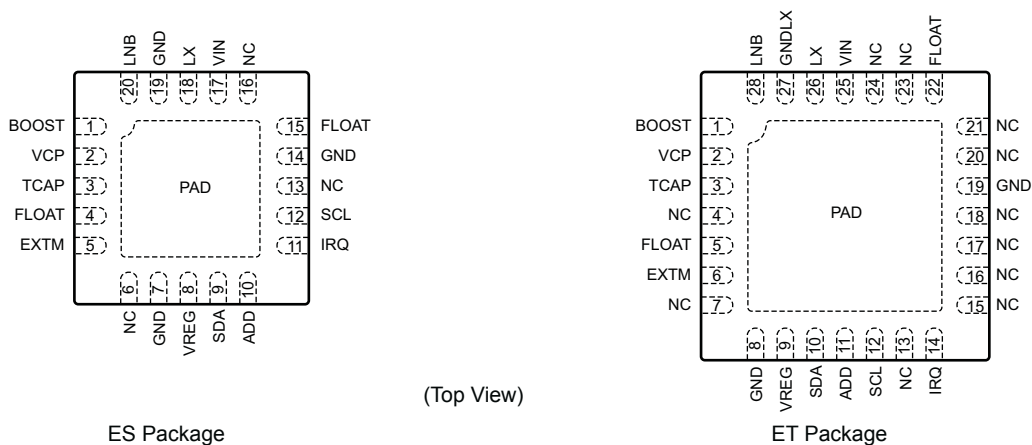 LNB
GND
LX
VIN
NC
20
19
18
17
16
BOOST 1
VCP 2
TCAP 3
FLOAT 4
EXTM 5
PAD
15 FLOAT
14 GND
13 NC
12 SCL
11 IRQ
6
7
8
9
10
NC
GND
VREG
SDA
ADD
ES Package
(Top View)
LNB
GNDLX
LX
VIN
NC
NC
FLOAT
28
27
26
25
24
23
22
BOOST 1
VCP 2
TCAP 3
NC 4
FLOAT 5
EXTM 6
NC 7
PAD
21 NC
20 NC
19 GND
18 NC
17 NC
16 NC
15 NC
8
9
10
11
12
13
14
GND
VREG
SDA
ADD
SCL
NC
IRQ
ET Package